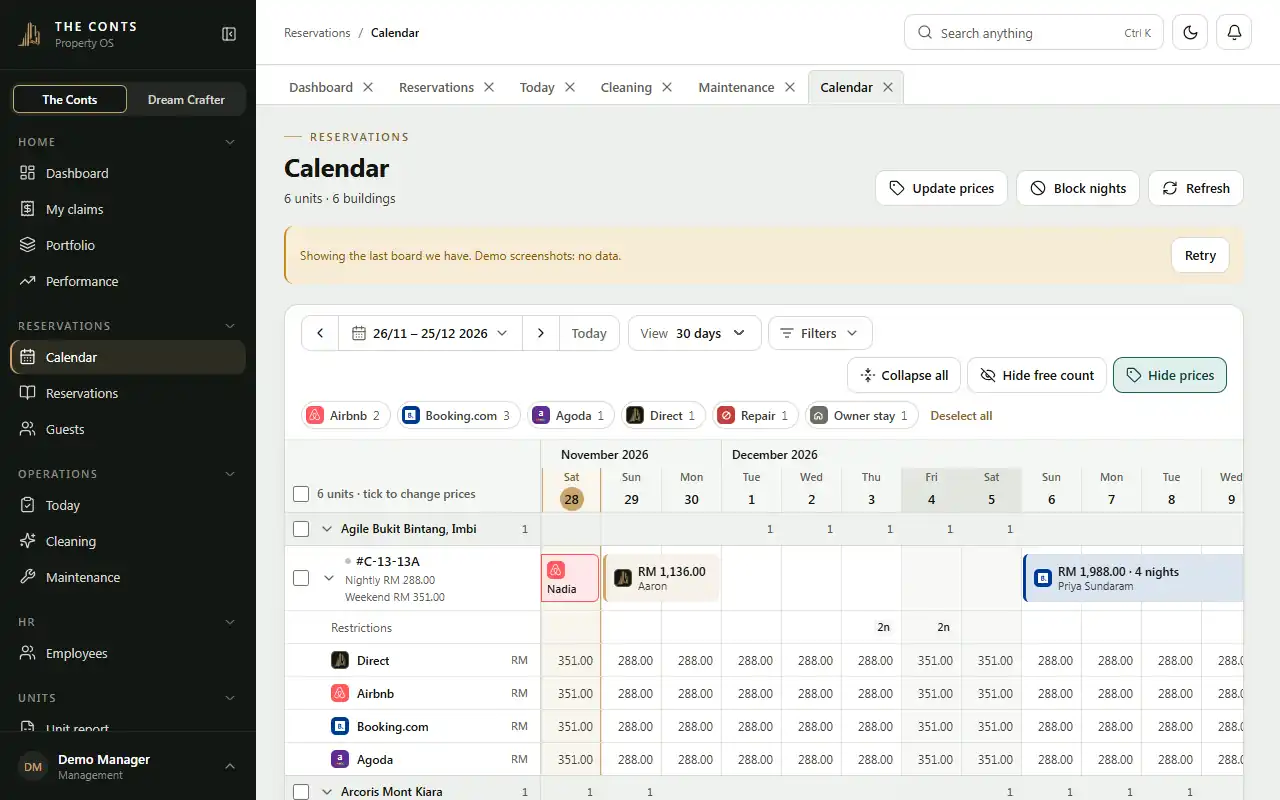 THE CONTS
Property OS
The Conts
Dream Crafter
HOME
Dashboard
My claims
Portfolio
Performance
RESERVATIONS
Calendar
Reservations
Guests
OPERATIONS
Today
Cleaning
Maintenance
HR
Employees
UNITS
Unit report
DM
Demo Manager
Management
Reservations / Calendar
Search anything Ctrl K
Dashboard Reservations Today Cleaning Maintenance Calendar
RESERVATIONS
Calendar
6 units · 6 buildings
Update prices Block nights Refresh
Showing the last board we have. Demo screenshots: no data. Retry
26/11 – 25/12 2026 Today View 30 days Filters
Collapse all Hide free count Hide prices
Airbnb 2 Booking.com 3 Agoda 1 Direct 1 Repair 1 Owner stay 1 Deselect all
November 2026 December 2026
Sat Sun Mon Tue Wed Thu Fri Sat Sun Mon Tue Wed
6 units · tick to change prices 28 29 30 1 2 3 4 5 6 7 8 9
Agile Bukit Bintang, Imbi 1 1 1 1 1 1
#C-13-13A
Nightly RM 288.00
Weekend RM 351.00
Nadia
RM 1,136.00
Aaron
RM 1,988.00 · 4 nights
Priya Sundaram
Restrictions 2n 2n
Direct RM 351.00 288.00 288.00 288.00 288.00 288.00 351.00 351.00 288.00 288.00 288.00 288.0
Airbnb RM 351.00 288.00 288.00 288.00 288.00 288.00 351.00 351.00 288.00 288.00 288.00 288.0
Booking.com RM 351.00 288.00 288.00 288.00 288.00 288.00 351.00 351.00 288.00 288.00 288.00 288.0
Agoda RM 351.00 288.00 288.00 288.00 288.00 288.00 351.00 351.00 288.00 288.00 288.00 288.0
Arcoris Mont Kiara 1 1 1 1 1 1 1